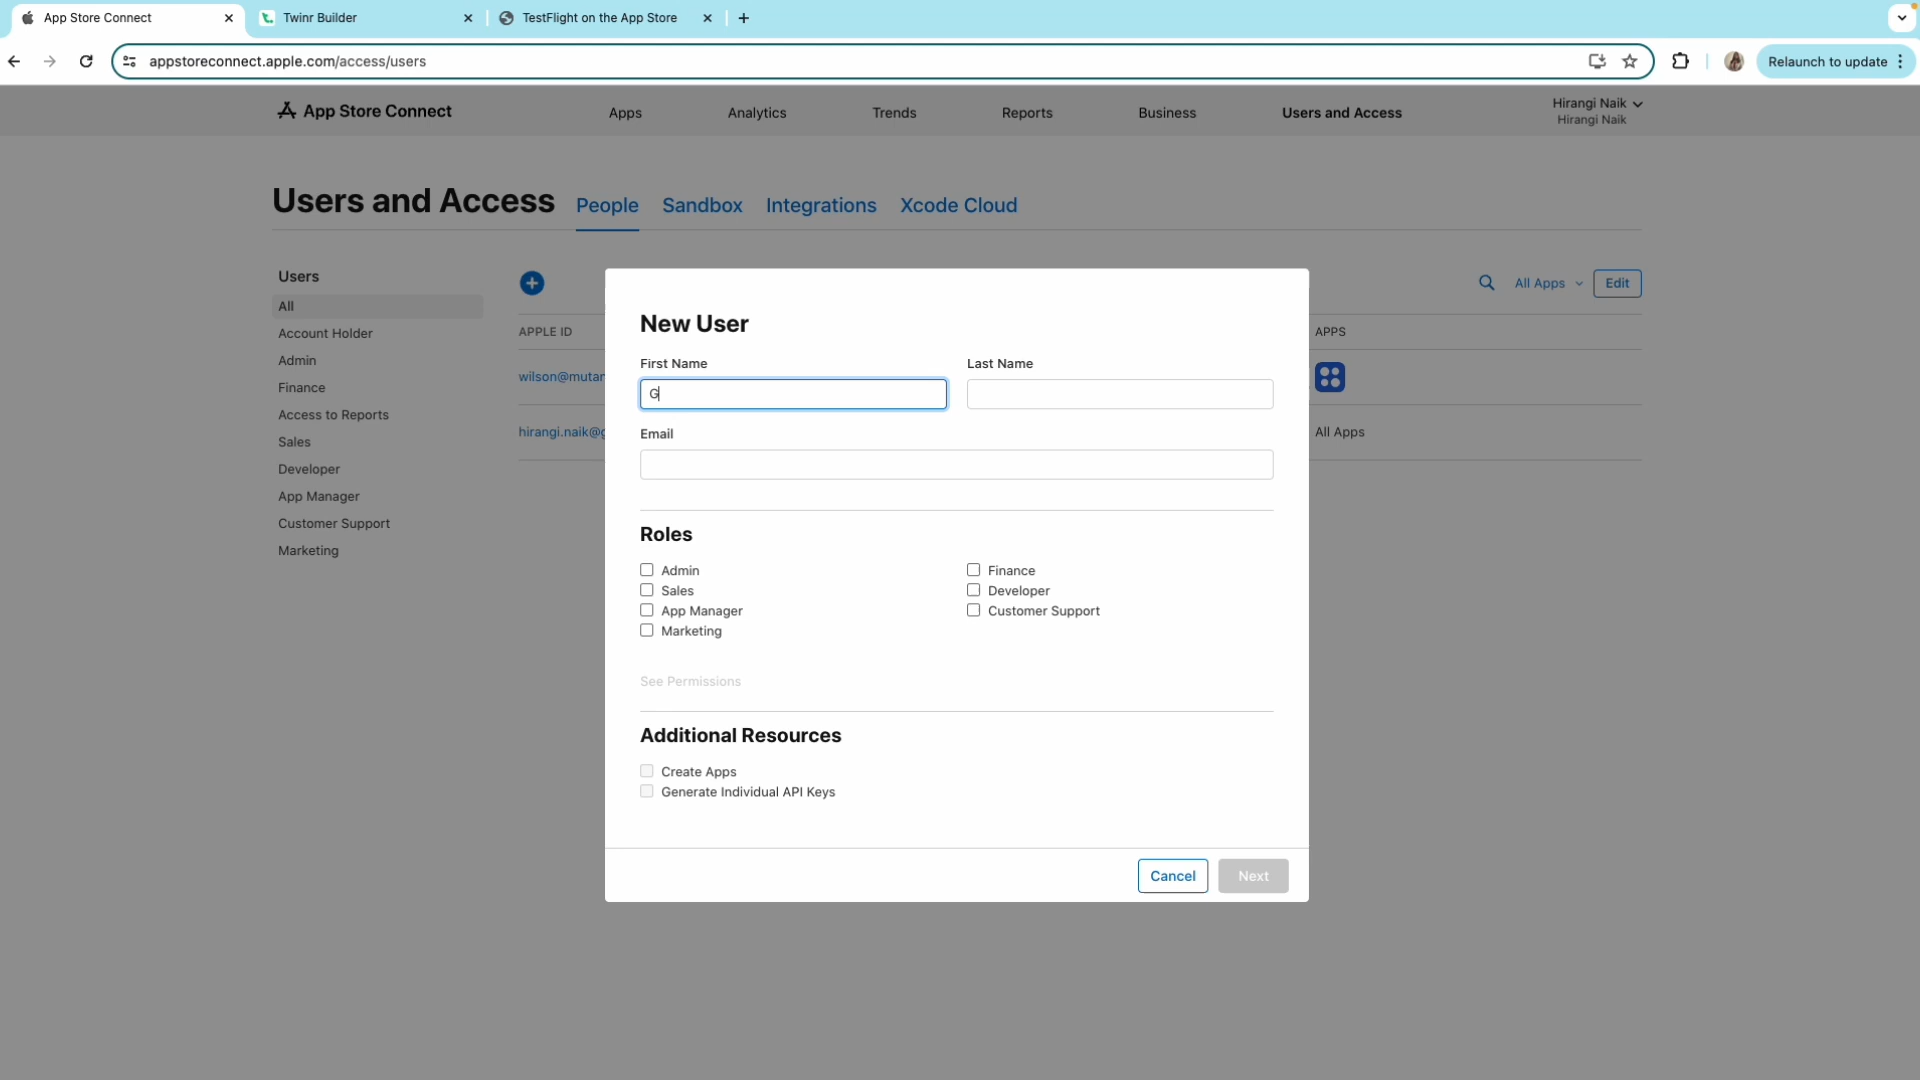 App Store Connect
Twinr Builder
TestFlight on the App Store
appstoreconnect.apple.com/access/users
Relaunch to update
App Store Connect
Apps
Analytics
Trends
Reports
Business
Users and Access
Hirangi Naik
Hirangi Naik
Users and Access
People
Sandbox
Integrations
Xcode Cloud
Users
All
Account Holder
Admin
Finance
Access to Reports
Sales
Developer
App Manager
Customer Support
Marketing
All Apps
Edit
APPLE ID
APPS
wilson@mutan
hirangi.naik@g
All Apps
New User
First Name
Last Name
G
Email
Roles
Admin
Finance
Sales
Developer
App Manager
Customer Support
Marketing
See Permissions
Additional Resources
Create Apps
Generate Individual API Keys
Cancel
Next